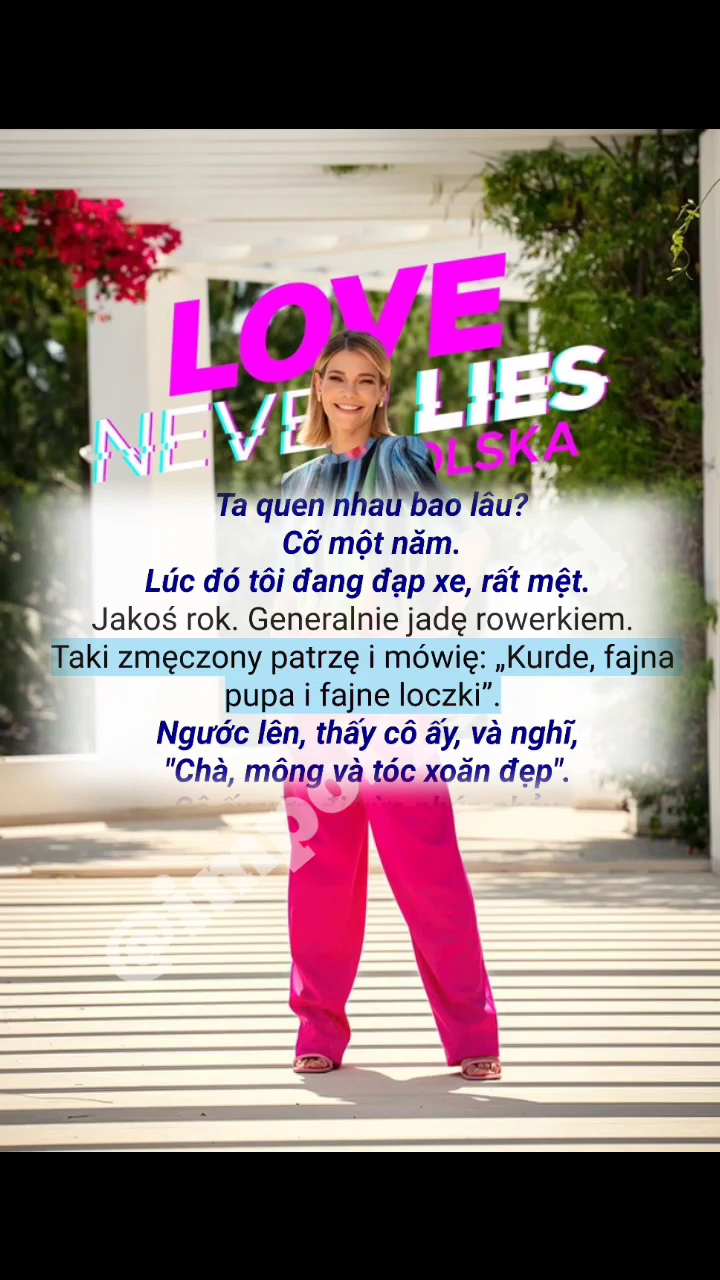 LOVE
NEVER LIES
POLSKA
Ta quen nhau bao lâu?
Cỡ một năm.
Lúc đó tôi đang đạp xe, rất mệt.
Jakoś rok. Generalnie jadę rowerkiem.
Taki zmęczony patrzę i mówię: „Kurde, fajna
pupa i fajne loczki”.
Ngước lên, thấy cô ấy, và nghĩ,
"Chà, mông và tóc xoăn đẹp".